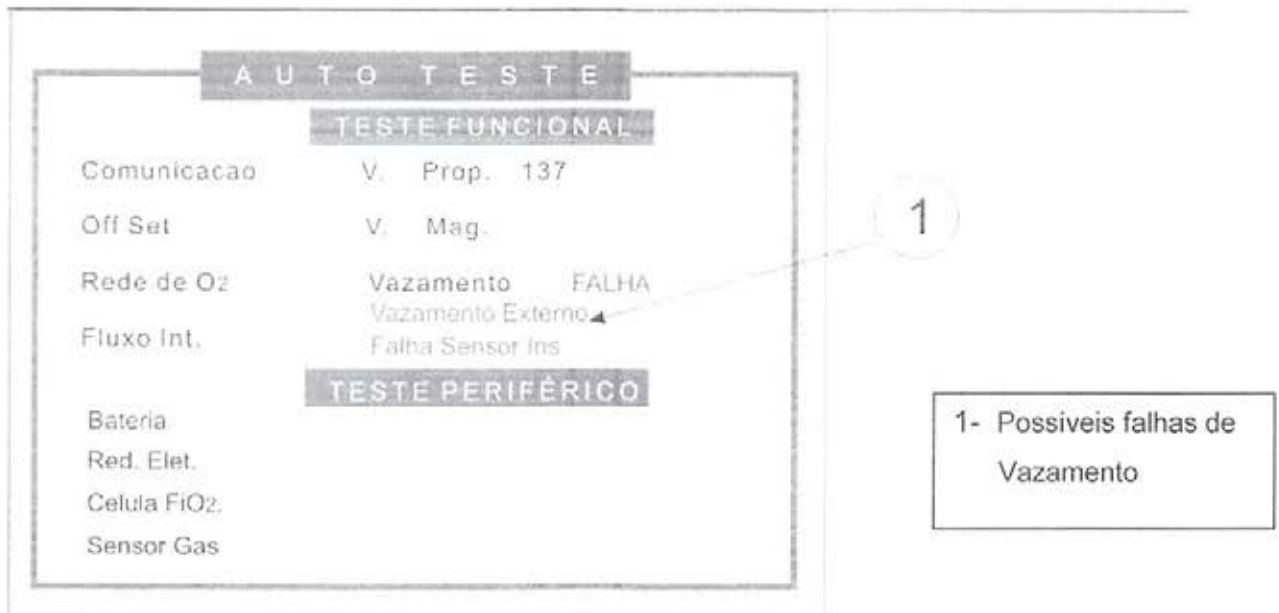 AUTO TESTE
TESTE FUNCIONAL
Comunicacao V. Prop. 137
Off Set V. Mag.
Rede de O2 Vazamento FALHA
Vazamento Externo
Fluxo Int.
Falha Sensor Ins
TESTE PERIFÉRICO
Bateria
Red. Elet.
Celula FiO2.
Sensor Gas
1
1- Possiveis falhas de
Vazamento